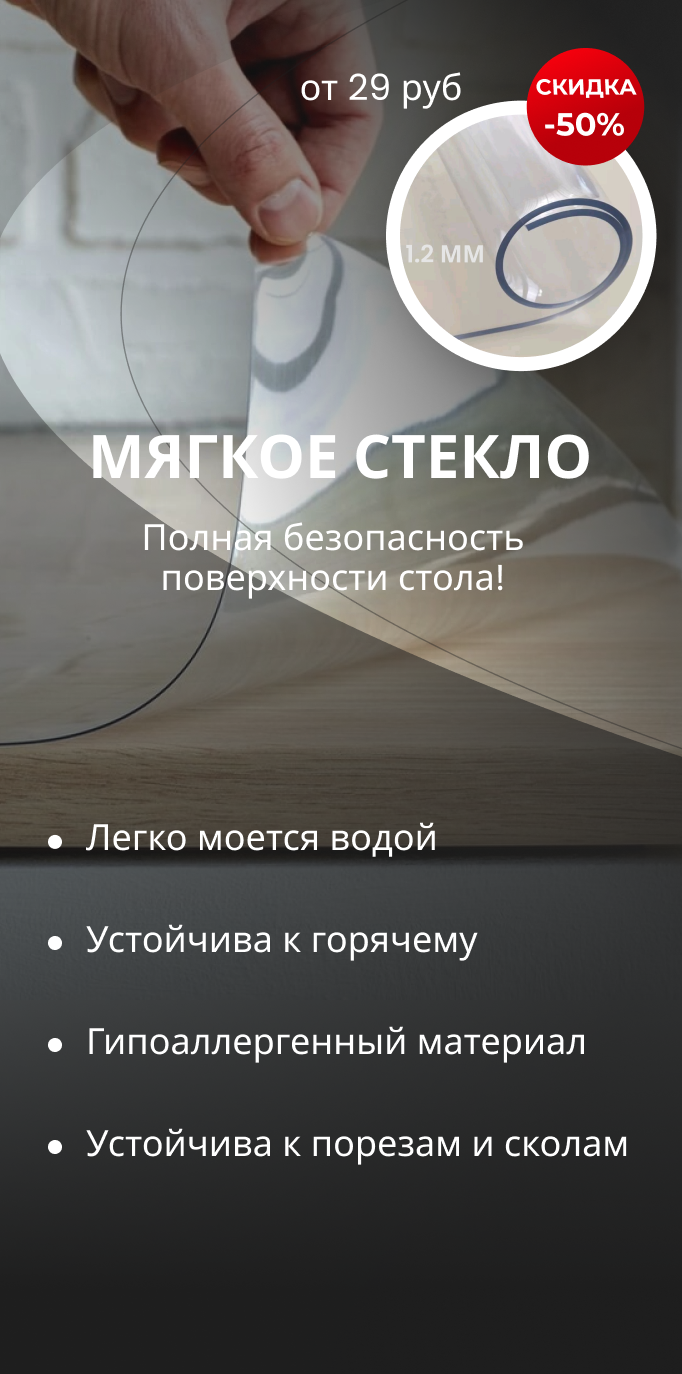 от 29 руб
СКИДКА
-50%
1.2 ММ
МЯГКОЕ СТЕКЛО
Полная безопасность
поверхности стола!
• Легко моется водой
• Устойчива к горячему
• Гипоаллергенный материал
• Устойчива к порезам и сколам